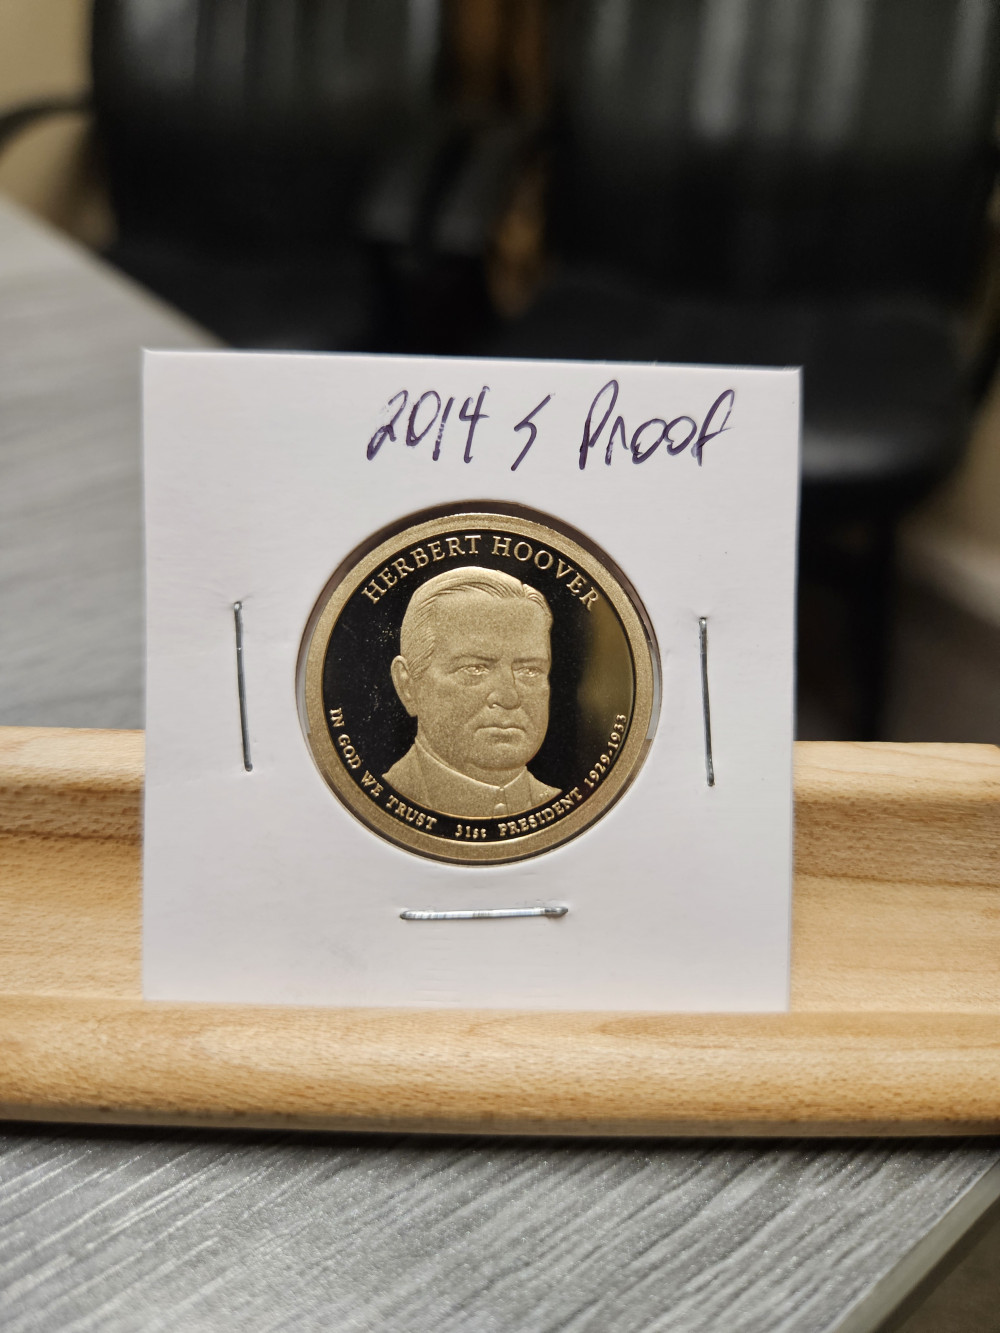 2014 S Proof
HERBERT HOOVER
IN GOD WE TRUST 31st PRESIDENT 1929-1933